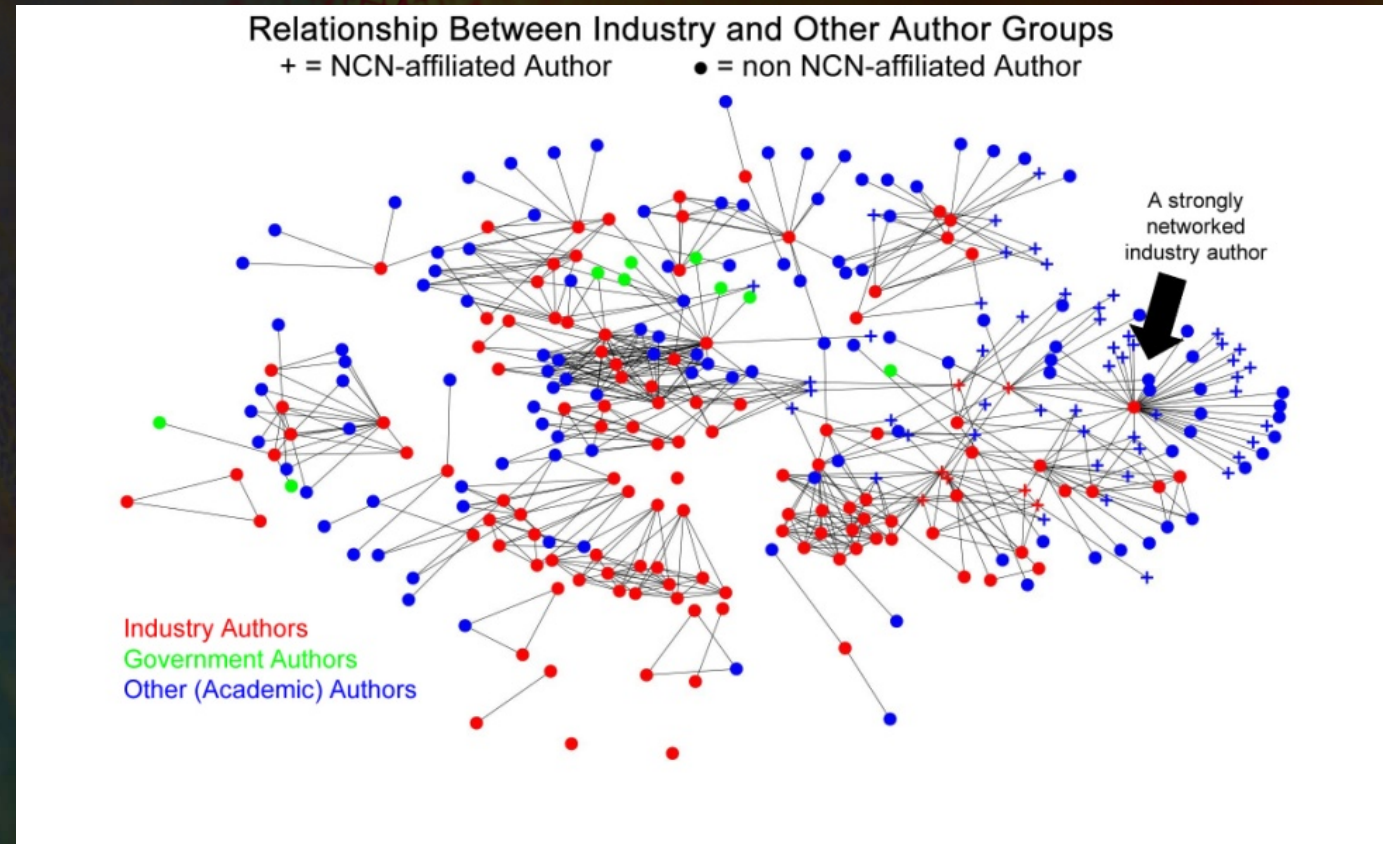 Relationship Between Industry and Other Author Groups
+ = NCN-affiliated Author ● = non NCN-affiliated Author
A strongly
networked
industry author
Industry Authors
Government Authors
Other (Academic) Authors